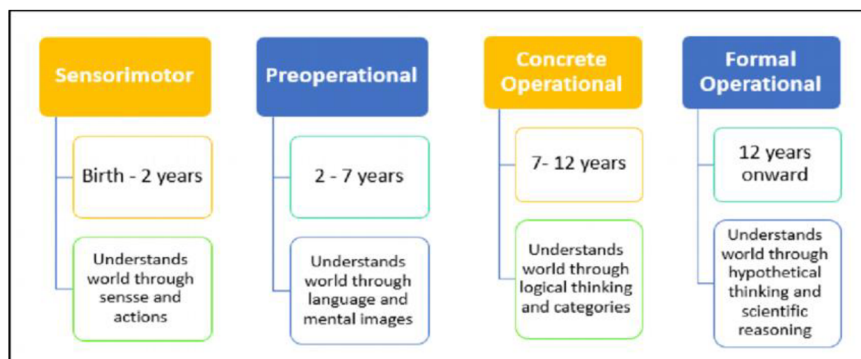 Sensorimotor
Birth - 2 years
Understands
world through
sensse and
actions
Preoperational
2 - 7 years
Understands
world through
language and
mental images
Concrete
Operational
7- 12 years
Understands
world through
logical thinking
and categories
Formal
Operational
12 years
onward
Understands
world through
hypothetical
thinking and
scientific
reasoning